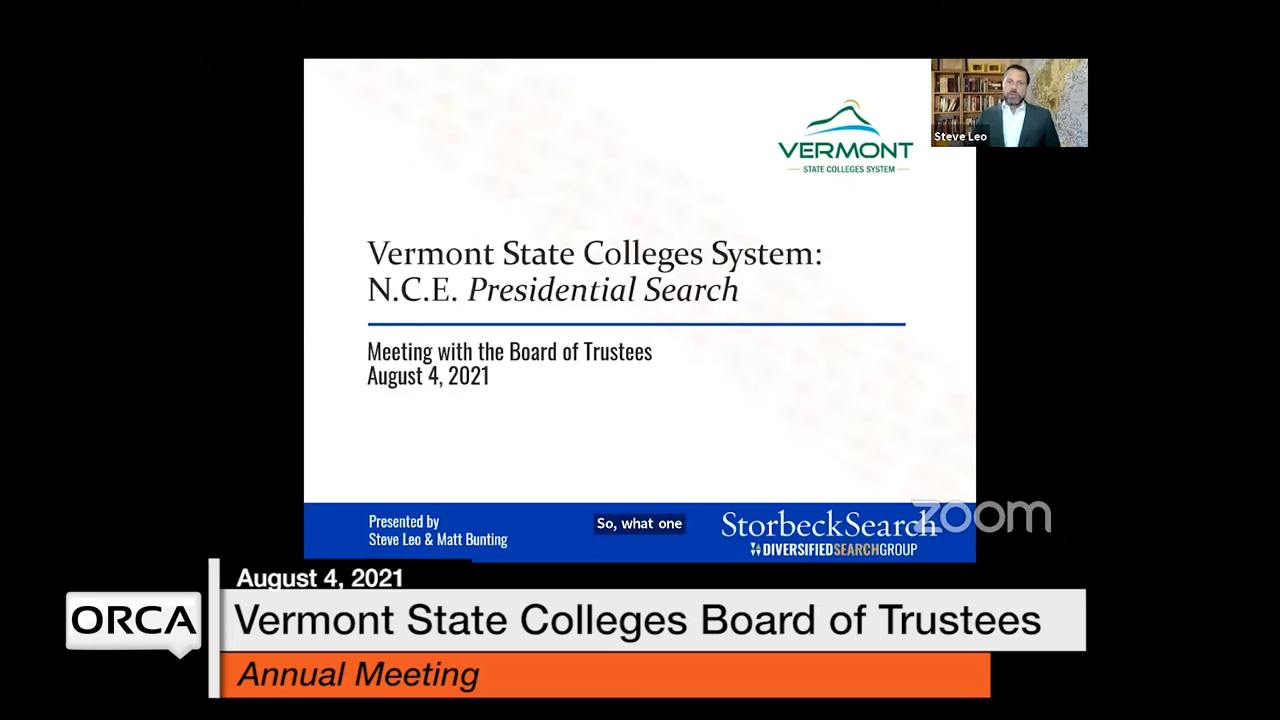 VERMONT
STATE COLLEGES SYSTEM
Steve Leo
Vermont State Colleges System:
N.C.E. Presidential Search
Meeting with the Board of Trustees
August 4, 2021
Presented by
Steve Leo & Matt Bunting
So, what one
StorbeckSearch
DIVERSIFIEDSEARCHGROUP
zoom
August 4, 2021
ORCA
Vermont State Colleges Board of Trustees
Annual Meeting